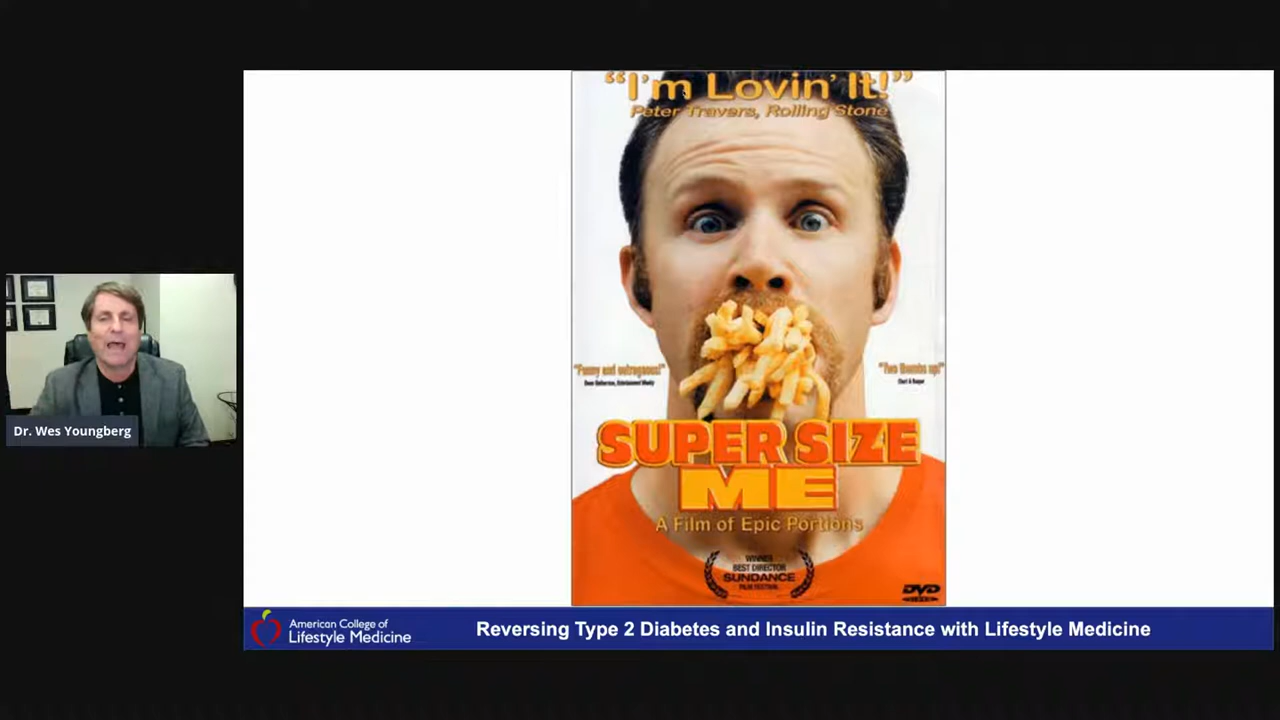 "I'm Lovin' It!"
Peter Travers, Rolling Stone
"Funny and outrageous!"
"Two thumbs up!"
SUPER SIZE
ME
A Film of Epic Portions
WINNER
BEST DIRECTOR
SUNDANCE
FILM FESTIVAL
DVD
VIDEO
Dr. Wes Youngberg
American College of
Lifestyle Medicine
Reversing Type 2 Diabetes and Insulin Resistance with Lifestyle Medicine